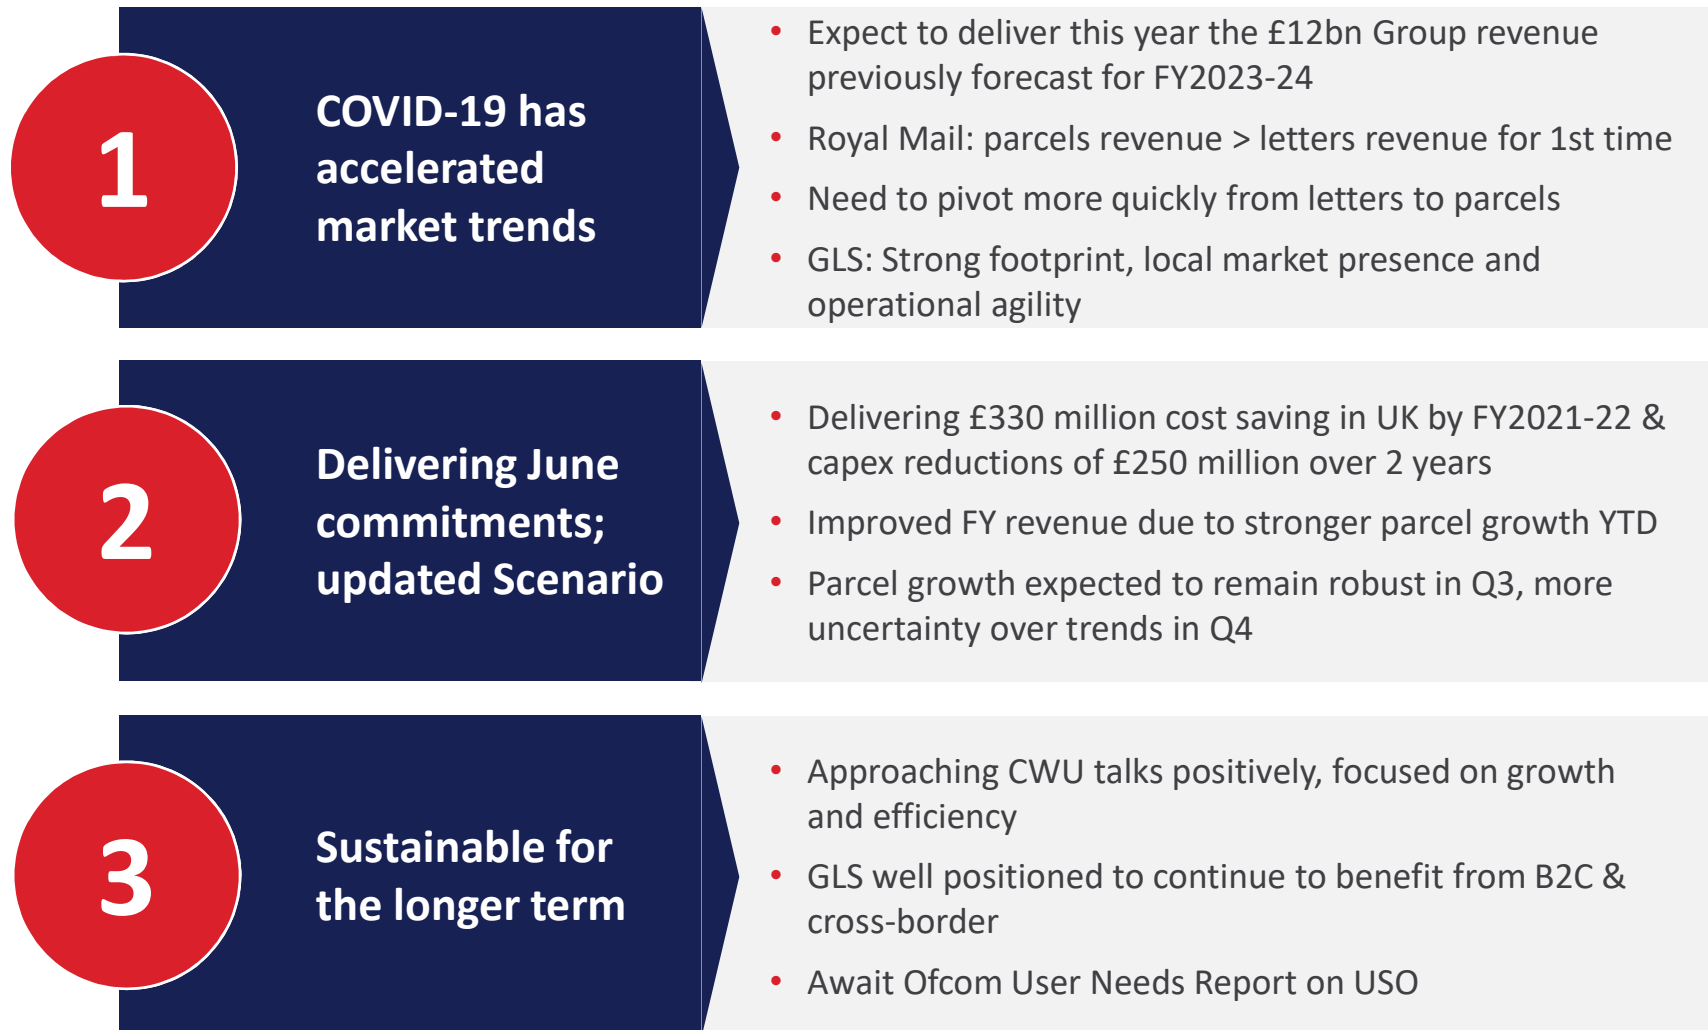 1
COVID-19 has
accelerated
market trends
• Expect to deliver this year the £12bn Group revenue
previously forecast for FY2023-24
• Royal Mail: parcels revenue > letters revenue for 1st time
• Need to pivot more quickly from letters to parcels
• GLS: Strong footprint, local market presence and
operational agility
2
Delivering June
commitments;
updated Scenario
• Delivering £330 million cost saving in UK by FY2021-22 &
capex reductions of £250 million over 2 years
• Improved FY revenue due to stronger parcel growth YTD
• Parcel growth expected to remain robust in Q3, more
uncertainty over trends in Q4
3
Sustainable for
the longer term
• Approaching CWU talks positively, focused on growth
and efficiency
• GLS well positioned to continue to benefit from B2C &
cross-border
• Await Ofcom User Needs Report on USO